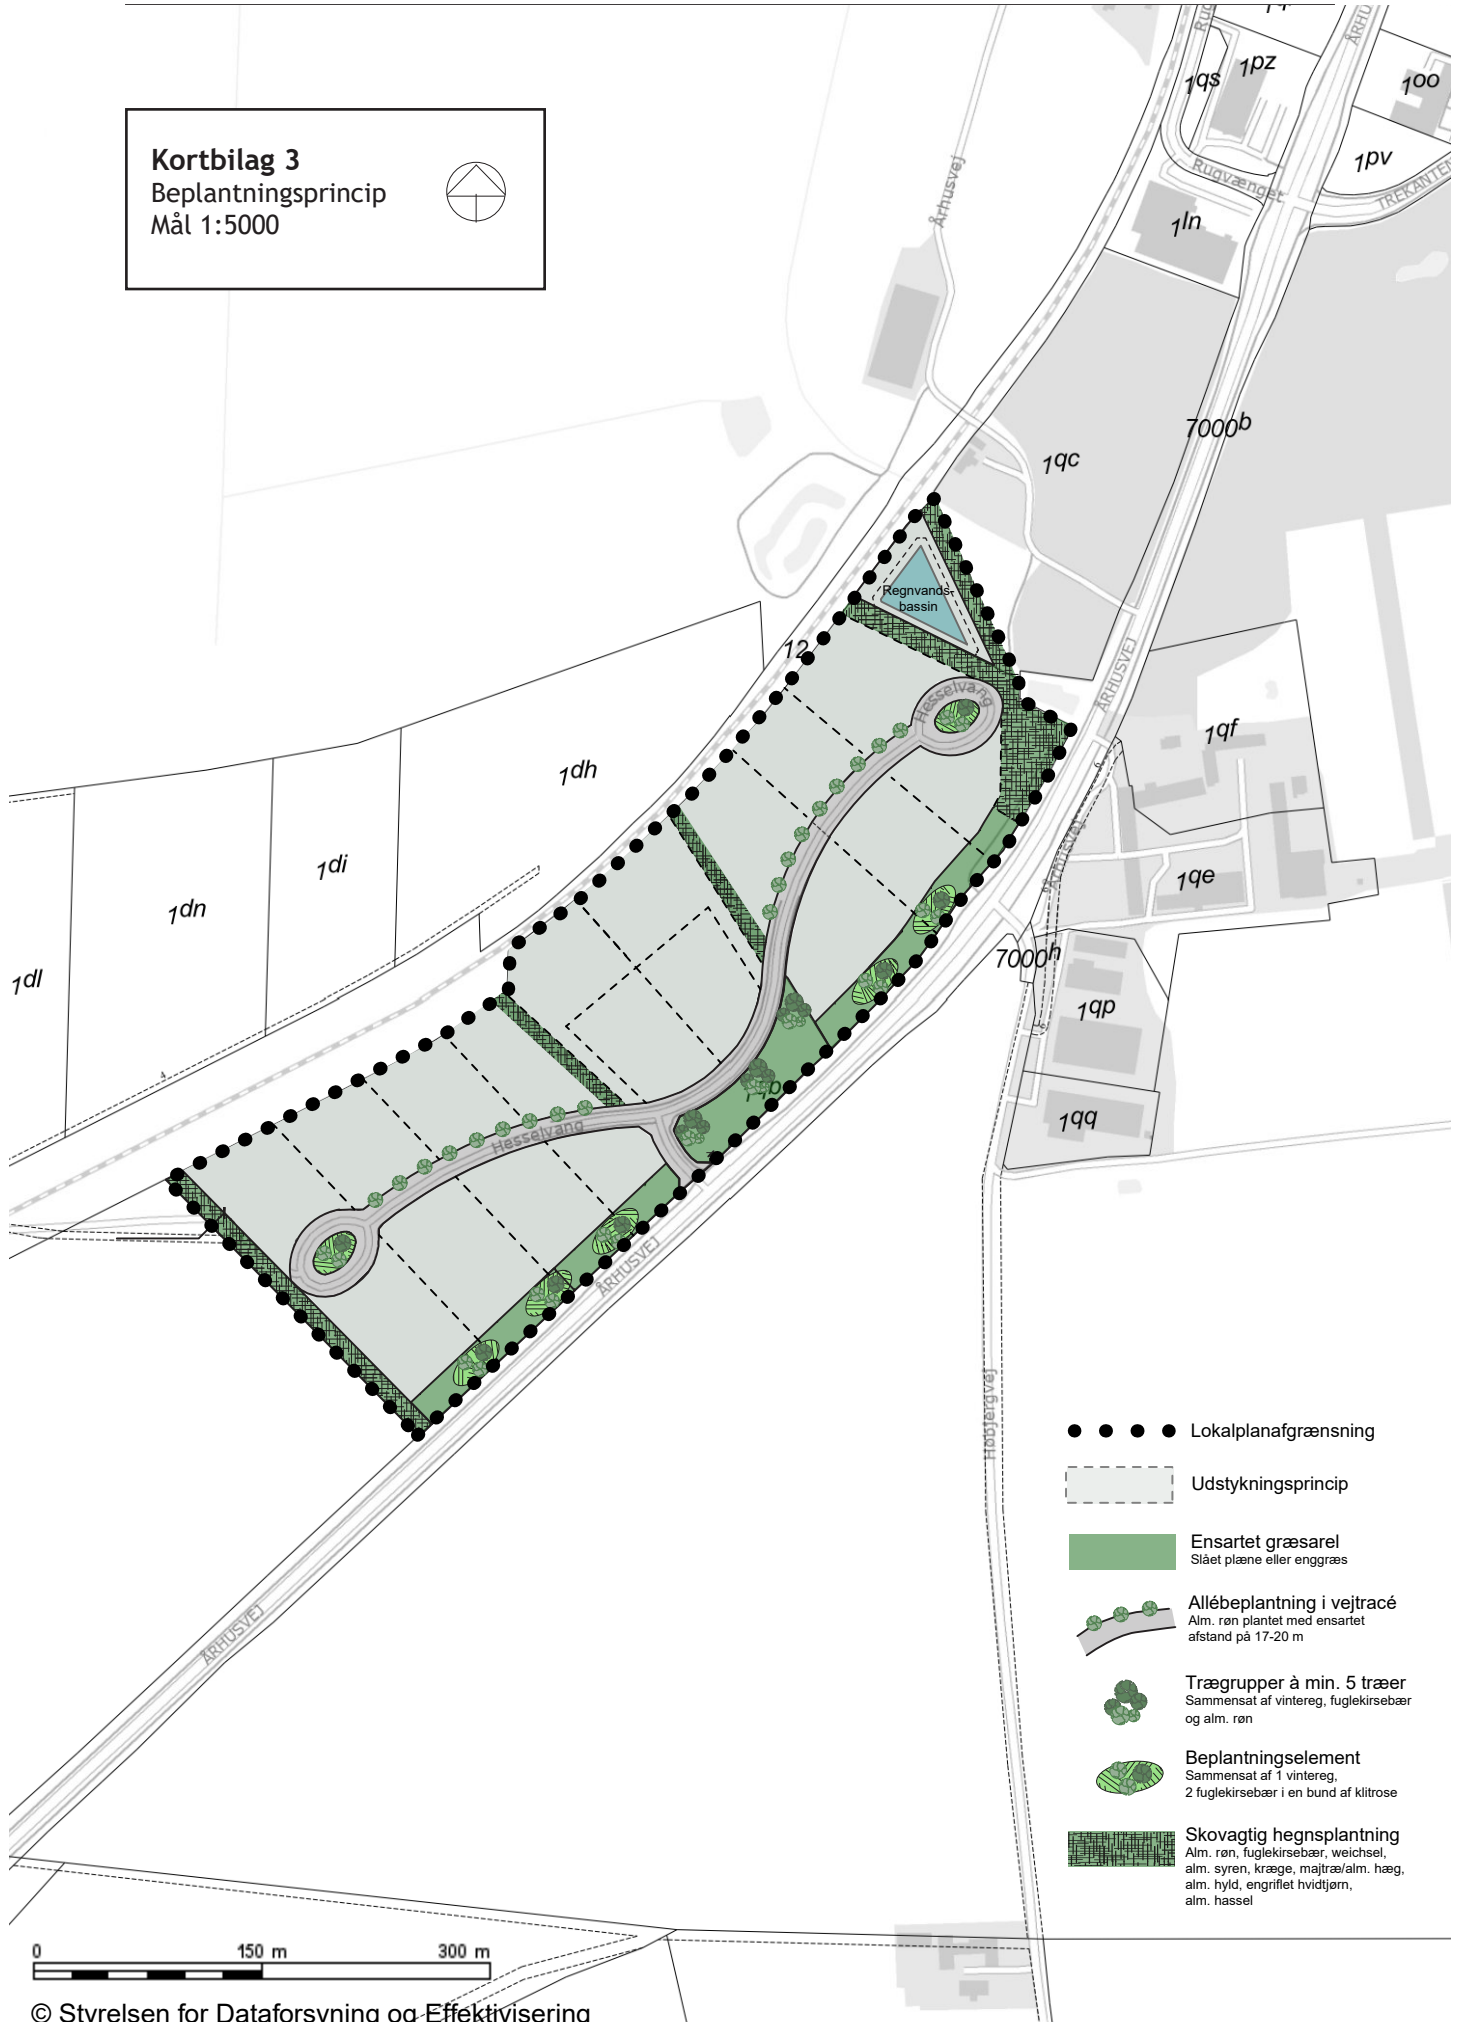 Kortbilag 3
Beplantningsprincip
Mål 1:5000
Århusvej
1qs
1pz
1oo
1pv
Rugvænget
TREKANTEN
1ln
7000b
1qc
Regnvands-
bassin
12
Hesselvang
ÅRHUSVEJ
1qf
1dh
1di
1dn
1dl
Århusvej
1qe
7000h
1qp
1qq
Hesselvang
ÅRHUSVEJ
Høbjergvej
ÅRHUSVEJ
Lokalplanafgrænsning
Udstykningsprincip
Ensartet græsarel
Slået plæne eller enggræs
Allébeplantning i vejtracé
Alm. røn plantet med ensartet
afstand på 17-20 m
Trægrupper à min. 5 træer
Sammensat af vintereg, fuglekirsebær
og alm. røn
Beplantningselement
Sammensat af 1 vintereg,
2 fuglekirsebær i en bund af klitrose
Skovagtig hegnsplantning
Alm. røn, fuglekirsebær, weichsel,
alm. syren, kræge, majtræ/alm. hæg,
alm. hyld, engriflet hvidtjørn,
alm. hassel
0 150 m 300 m
© Styrelsen for Dataforsyning og Effektivisering